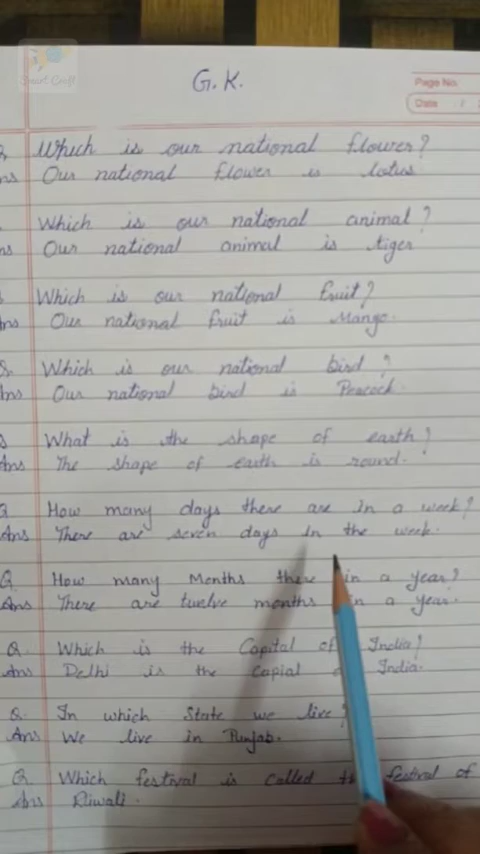 Smart Craft
G.K.
Page No
Date / /
Q Which is our national flower?
Ans Our national flower is lotus
Which is our national animal?
Ans Our national animal is tiger
Which is our national fruit?
Ans Our national fruit is Mango.
Q. Which is our national bird?
Ans Our national bird is Peacock.
Q What is the shape of earth?
Ans The shape of earth is round.
Q How many days there are In a week?
Ans There are seven days In the week.
Q How many Months there in a year?
Ans There are twelve months in a year.
Q. Which is the Capital of India?
Ans Delhi is the Capial India.
Q. In which State we live?
Ans We live in Punjab.
Q Which festival is called festival of
Ans Diwali.